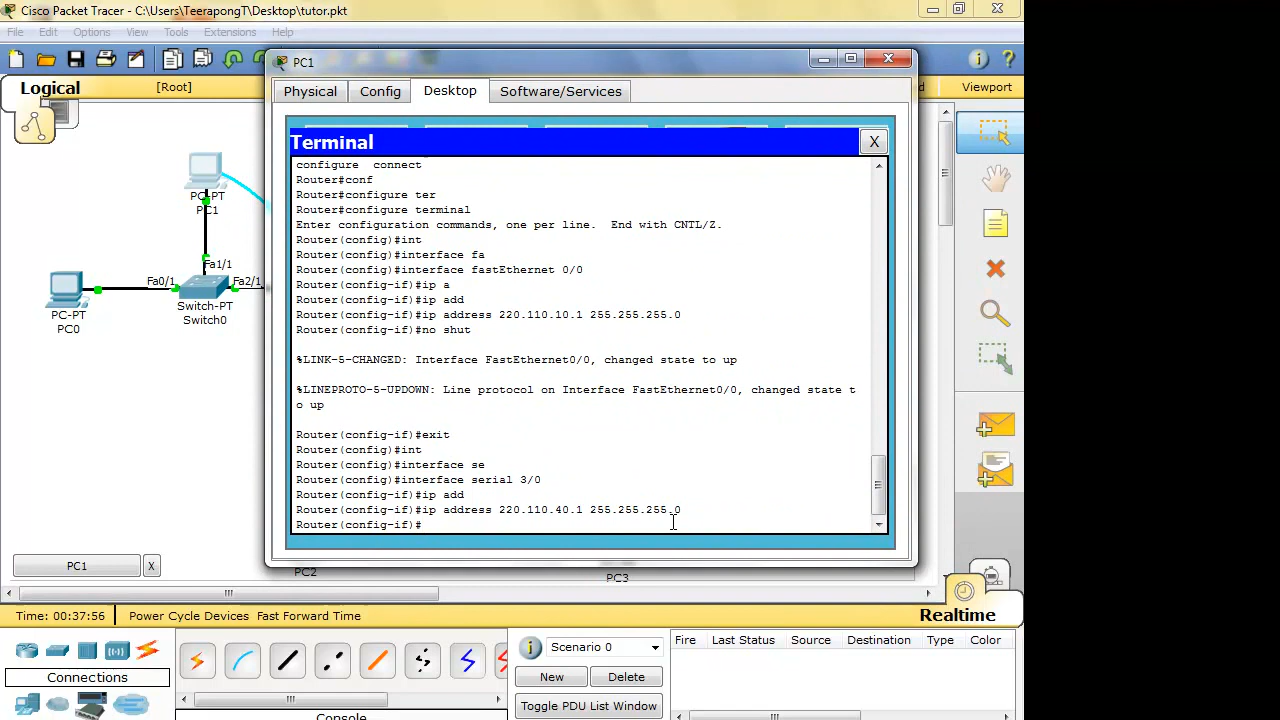 Cisco Packet Tracer - C:\Users\TeerapongT\Desktop\tutor.pkt
File Edit Options View Tools Extensions Help
PC1
Logical
[Root]
Viewport
Physical Config Desktop Software/Services
Terminal
X
configure connect
Router#conf
Router#configure ter
Router#configure terminal
Enter configuration commands, one per line. End with CNTL/Z.
Router(config)#int
Router(config)#interface fa
Router(config)#interface fastEthernet 0/0
Router(config-if)#ip a
Router(config-if)#ip add
Router(config-if)#ip address 220.110.10.1 255.255.255.0
Router(config-if)#no shut
%LINK-5-CHANGED: Interface FastEthernet0/0, changed state to up
%LINEPROTO-5-UPDOWN: Line protocol on Interface FastEthernet0/0, changed state t
o up
Router(config-if)#exit
Router(config)#int
Router(config)#interface se
Router(config)#interface serial 3/0
Router(config-if)#ip add
Router(config-if)#ip address 220.110.40.1 255.255.255.0
Router(config-if)#
PC-PT
PC1
Fa1/1
Fa0/1
Fa2/1
PC-PT
PC0
Switch-PT
Switch0
PC1 X
PC2
PC3
Time: 00:37:56 Power Cycle Devices Fast Forward Time
Realtime
Scenario 0
Fire Last Status Source Destination Type Color
Connections
New Delete
Toggle PDU List Window
Console